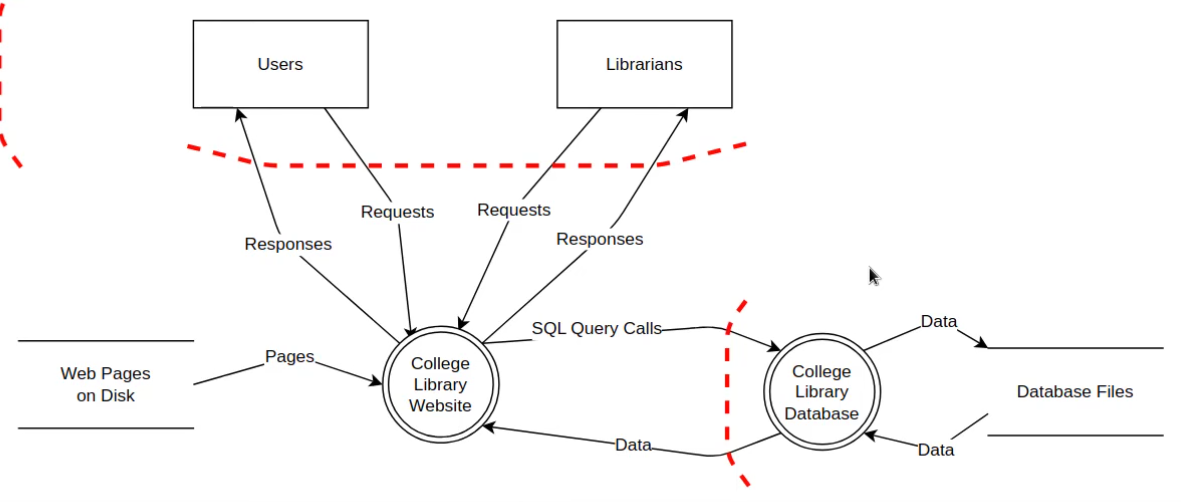 Users
Librarians
Requests
Requests
Responses
Responses
SQL Query Calls
Data
Pages
Web Pages
on Disk
College
Library
Website
College
Library
Database
Database Files
Data
Data